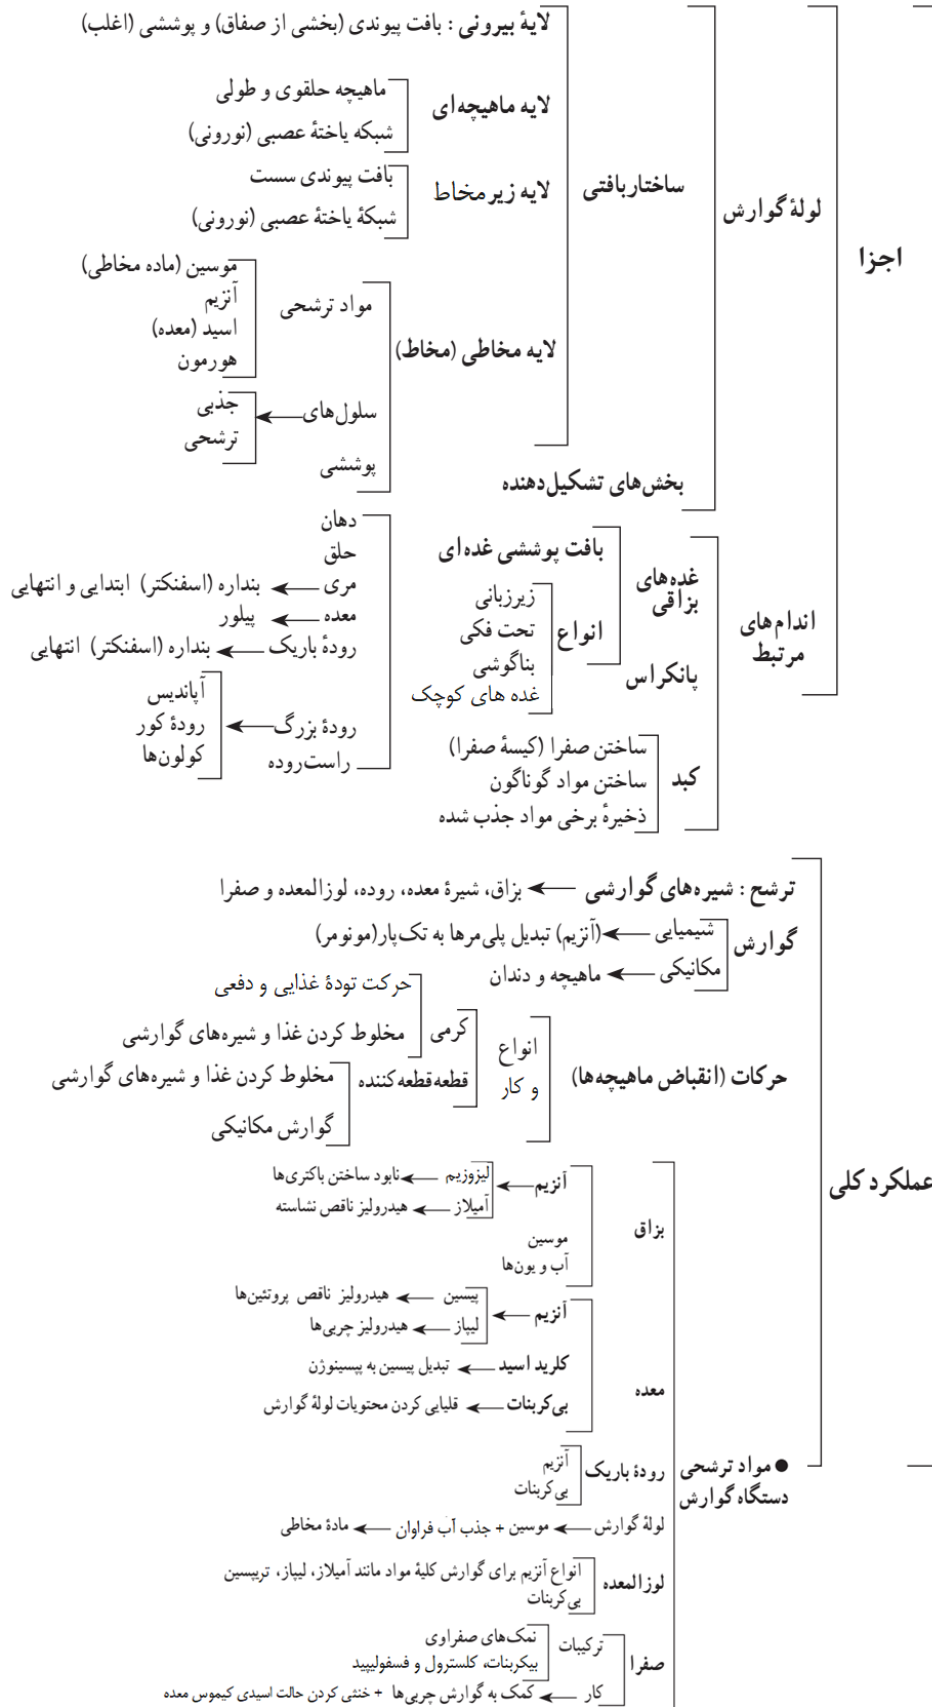 اجزا
لولهٔ گوارش
ساختار بافتی
لایهٔ بیرونی : بافت پیوندی (بخشی از صفاق) و پوششی (اغلب)
لایه ماهیچه‌ای
ماهیچه حلقوی و طولی
شبکه یاختهٔ عصبی (نورونی)
لایه زیر مخاط
بافت پیوندی سست
شبکهٔ یاختهٔ عصبی (نورونی)
لایه مخاطی (مخاط)
مواد ترشحی
موسین (ماده مخاطی)
آنزیم
اسید (معده)
هورمون
سلول‌های
پوششی
جذبی
ترشحی
بخش‌های تشکیل‌دهنده
دهان
حلق
مری ← بنداره (اسفنکتر) ابتدایی و انتهایی
معده ← پیلور
رودهٔ باریک ← بنداره (اسفنکتر) انتهایی
رودهٔ بزرگ ←
آپاندیس
رودهٔ کور
کولون‌ها
راست‌روده
اندام‌های مرتبط
غده‌های بزاقی
بافت پوششی غده‌ای
انواع
زیرزبانی
تحت فکی
بناگوشی
غده های کوچک
پانکراس
کبد
ساختن صفرا (کیسهٔ صفرا)
ساختن مواد گوناگون
ذخیرهٔ برخی مواد جذب شده
عملکرد کلی
ترشح : شیره‌های گوارشی ← بزاق، شیرهٔ معده، روده، لوزالمعده و صفرا
گوارش
شیمیایی ← (آنزیم) تبدیل پلی‌مرها به تک‌پار(مونومر)
مکانیکی ← ماهیچه و دندان
حرکات (انقباض ماهیچه‌ها)
انواع
و کار
کرمی
حرکت تودهٔ غذایی و دفعی
مخلوط کردن غذا و شیره‌های گوارشی
قطعه‌قطعه‌کننده
مخلوط کردن غذا و شیره‌های گوارشی
گوارش مکانیکی
● مواد ترشحی
دستگاه گوارش
بزاق
آنزیم ←
لیزوزیم ← نابود ساختن باکتری‌ها
آمیلاز ← هیدرولیز ناقص نشاسته
موسین
آب و یون‌ها
معده
آنزیم ←
پپسین ← هیدرولیز ناقص پروتئین‌ها
لیپاز ← هیدرولیز چربی‌ها
کلرید اسید ← تبدیل پپسین به پپسینوژن
بی‌کربنات ← قلیایی کردن محتویات لولهٔ گوارش
رودهٔ باریک
آنزیم
بی‌کربنات
لولهٔ گوارش ← موسین + جذب آب فراوان ← مادهٔ مخاطی
لوزالمعده
انواع آنزیم برای گوارش کلیهٔ مواد مانند آمیلاز، لیپاز، تریپسین
بی‌کربنات
صفرا
ترکیبات
نمک‌های صفراوی
بیکربنات، کلسترول و فسفولیپید
کار ← کمک به گوارش چربی‌ها + خنثی کردن حالت اسیدی کیموس معده